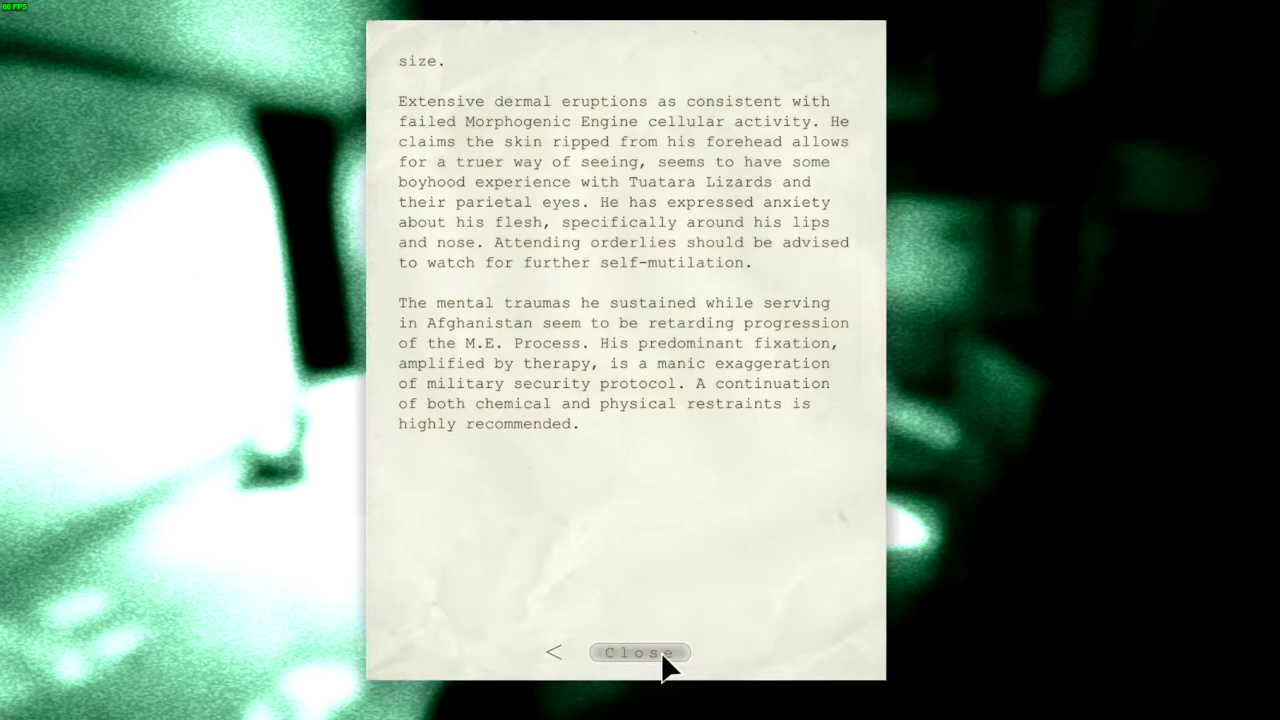 60 FPS
size.
Extensive dermal eruptions as consistent with
failed Morphogenic Engine cellular activity. He
claims the skin ripped from his forehead allows
for a truer way of seeing, seems to have some
boyhood experience with Tuatara Lizards and
their parietal eyes. He has expressed anxiety
about his flesh, specifically around his lips
and nose. Attending orderlies should be advised
to watch for further self-mutilation.
The mental traumas he sustained while serving
in Afghanistan seem to be retarding progression
of the M.E. Process. His predominant fixation,
amplified by therapy, is a manic exaggeration
of military security protocol. A continuation
of both chemical and physical restraints is
highly recommended.
< Close